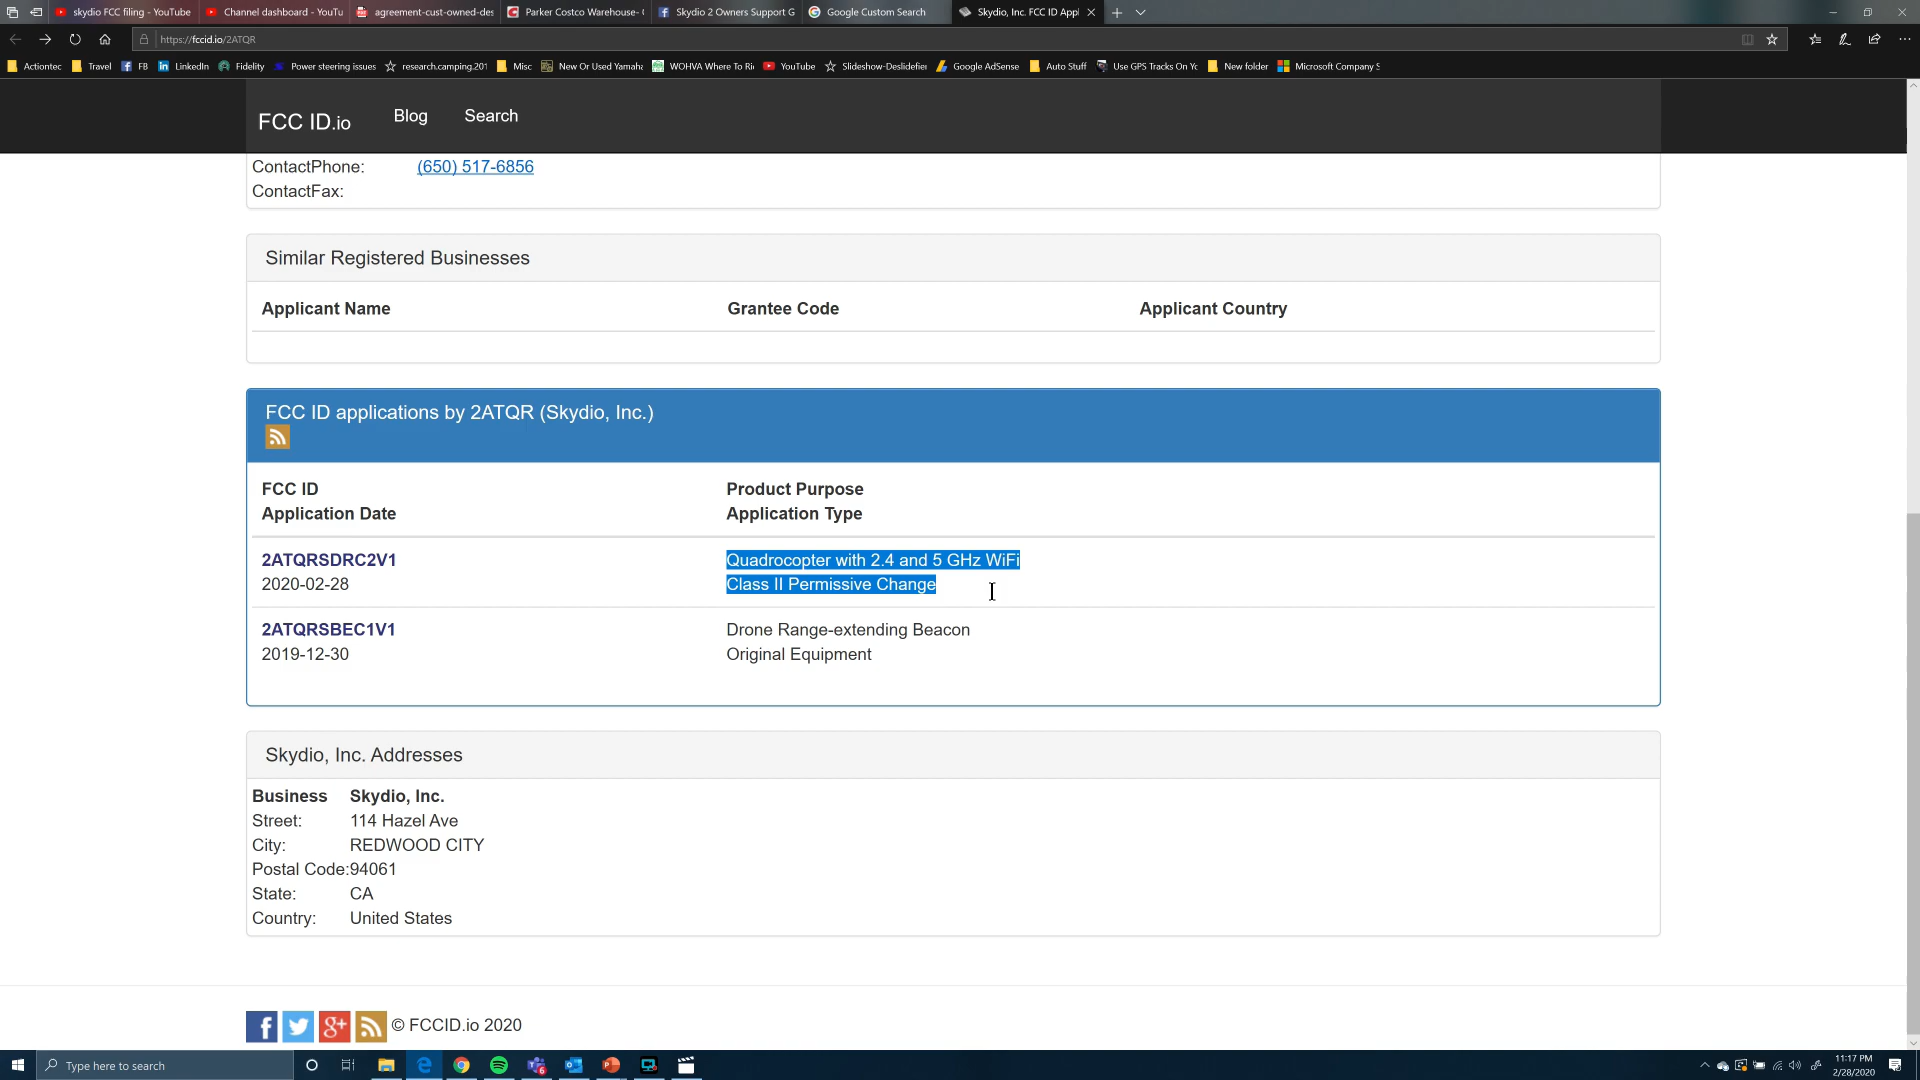 skydio FCC filing - YouTube
Channel dashboard - YouTu
agreement-cust-owned-des
Parker Costco Warehouse-
Skydio 2 Owners Support G
Google Custom Search
Skydio, Inc. FCC ID Appl
https://fccid.io/2ATQR
Actiontec
Travel
FB
LinkedIn
Fidelity
Power steering issues
research.camping.201
Misc
New Or Used Yamaha
WOHVA Where To Ri
YouTube
Slideshow-Deslidefier
Google AdSense
Auto Stuff
Use GPS Tracks On Yo
New folder
Microsoft Company S
FCC ID.io Blog Search
ContactPhone: (650) 517-6856
ContactFax:
Similar Registered Businesses
Applicant Name Grantee Code Applicant Country
FCC ID applications by 2ATQR (Skydio, Inc.)
FCC ID Product Purpose
Application Date Application Type
2ATQRSDRC2V1 Quadrocopter with 2.4 and 5 GHz WiFi
2020-02-28 Class II Permissive Change
2ATQRSBEC1V1 Drone Range-extending Beacon
2019-12-30 Original Equipment
Skydio, Inc. Addresses
Business Skydio, Inc.
Street: 114 Hazel Ave
City: REDWOOD CITY
Postal Code:94061
State: CA
Country: United States
© FCCID.io 2020
Type here to search
11:17 PM
2/28/2020